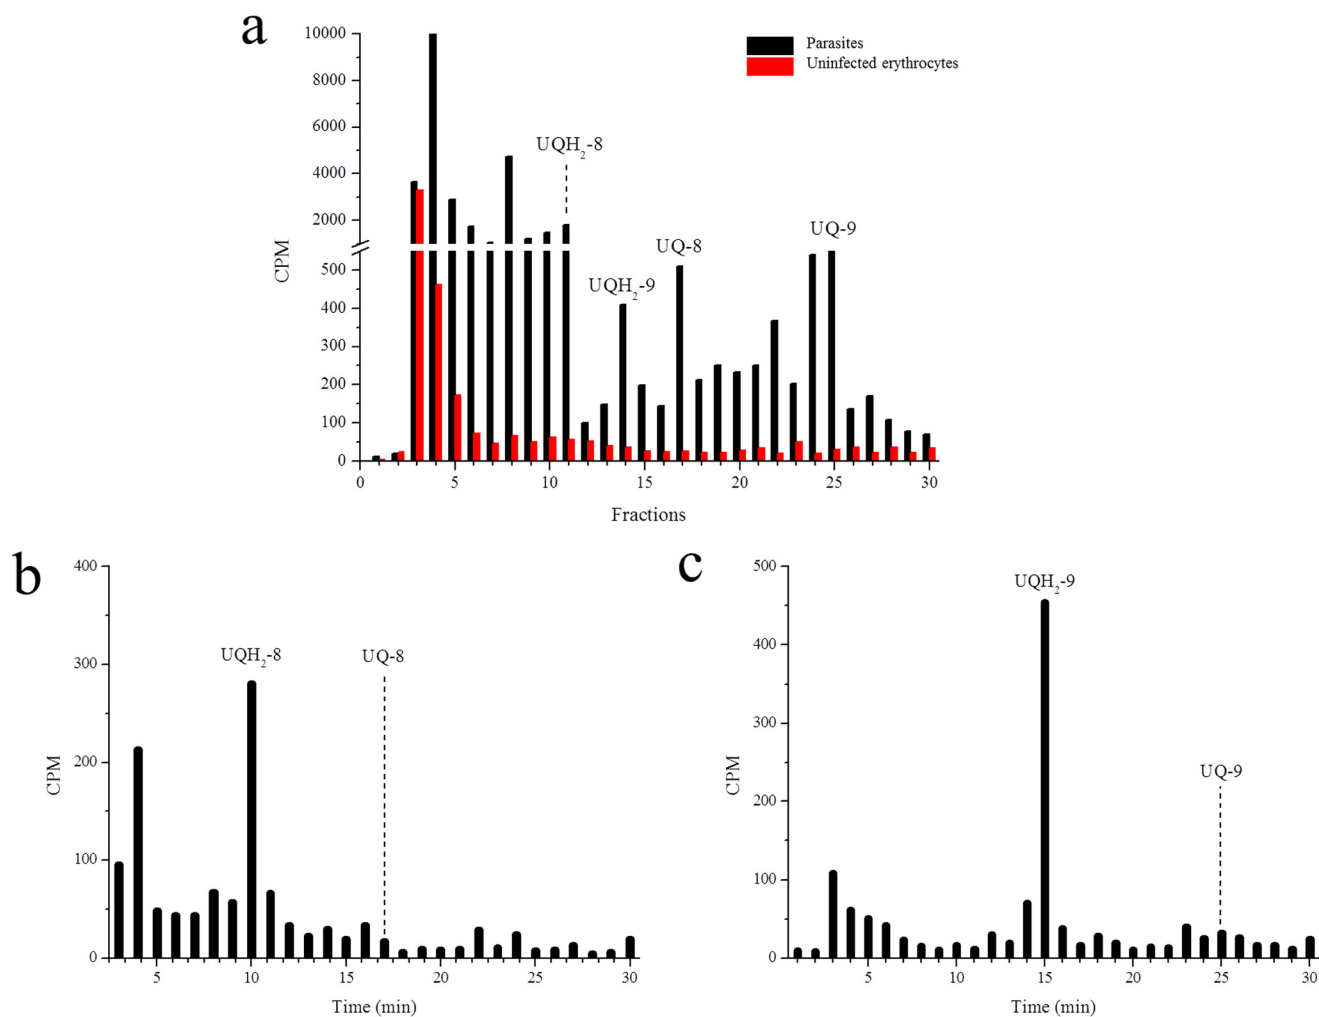 a
10000
8000
6000
4000
2000
500
400
300
200
100
0
CPM
Parasites
Uninfected erythrocytes
UQH2-8
UQH2-9
UQ-8
UQ-9
0 5 10 15 20 25 30
Fractions
b
400
300
200
100
0
CPM
UQH2-8
UQ-8
5 10 15 20 25 30
Time (min)
c
500
400
300
200
100
0
CPM
UQH2-9
UQ-9
5 10 15 20 25 30
Time (min)